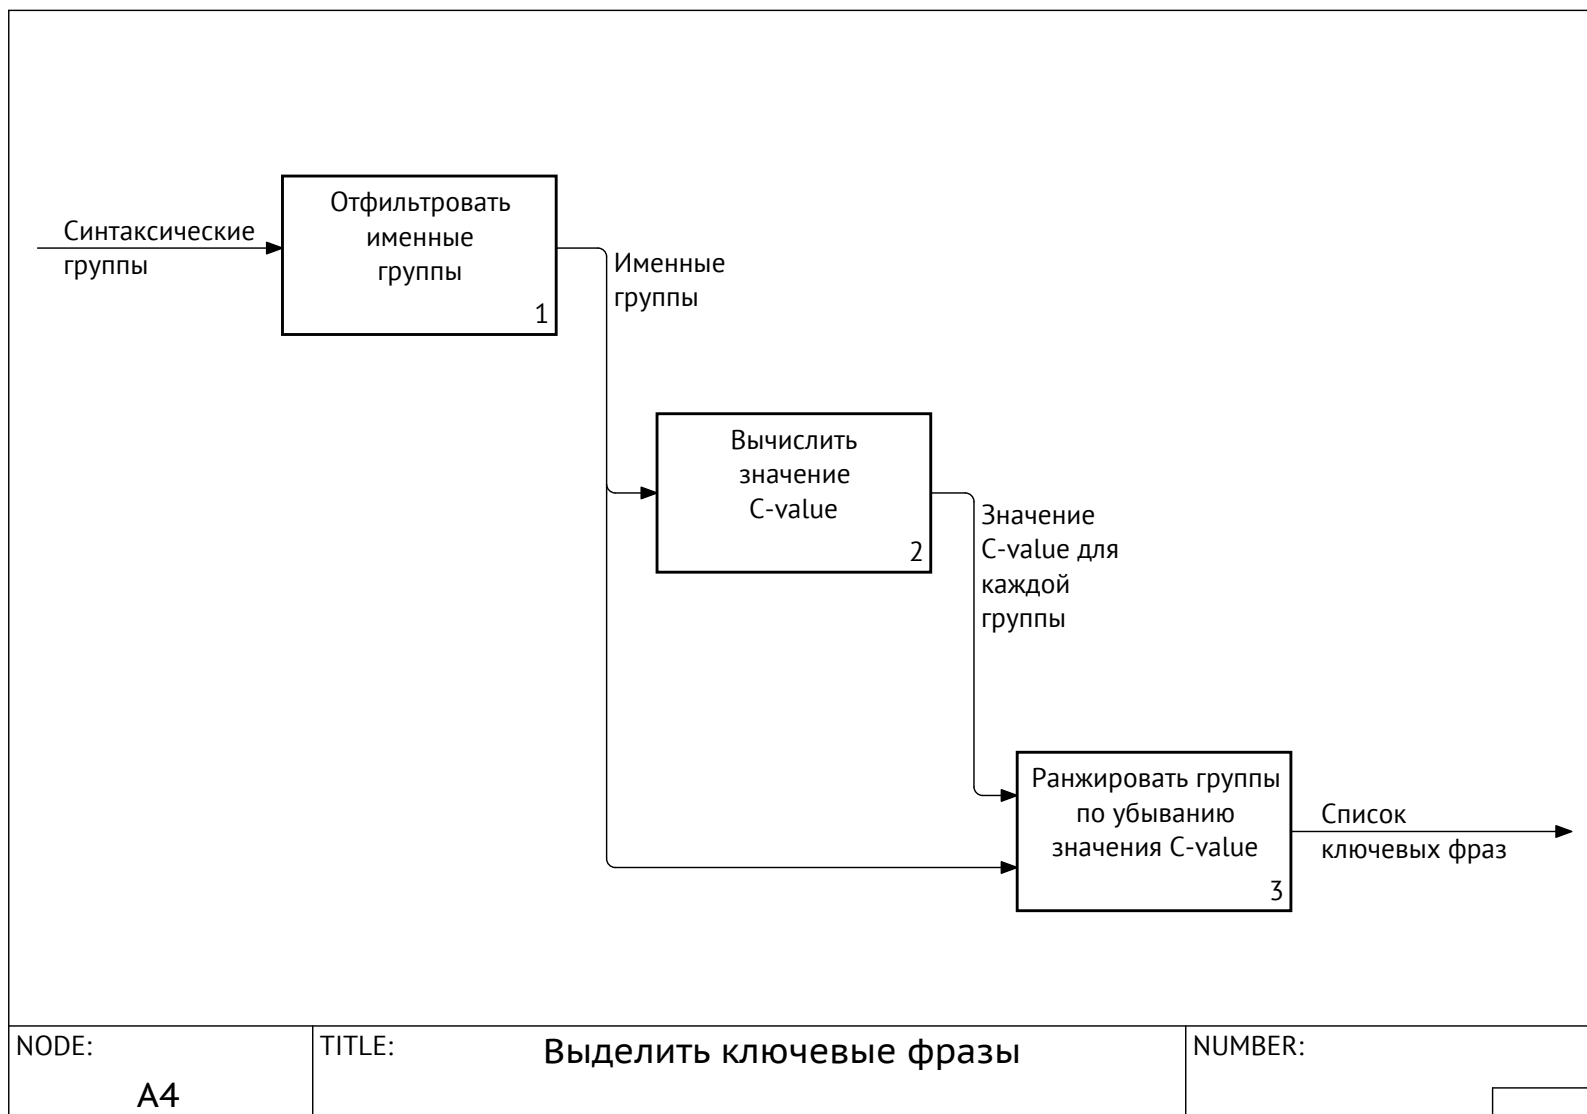 Синтаксические
группы
Отфильтровать
именные
группы
1
Именные
группы
Вычислить
значение
C-value
2
Значение
C-value для
каждой
группы
Ранжировать группы
по убыванию
значения C-value
3
Список
ключевых фраз
NODE:
A4
TITLE:
Выделить ключевые фразы
NUMBER: